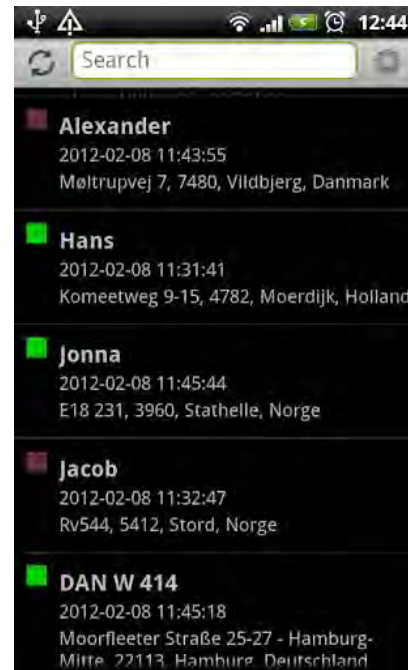 12:44
Search
Alexander
2012-02-08 11:43:55
Møltrupvej 7, 7480, Vildbjerg, Danmark
Hans
2012-02-08 11:31:41
Komeetweg 9-15, 4782, Moerdijk, Holland
Jonna
2012-02-08 11:45:44
E18 231, 3960, Stathelle, Norge
Jacob
2012-02-08 11:32:47
Rv544, 5412, Stord, Norge
DAN W 414
2012-02-08 11:45:18
Moorfleeter Straße 25-27 - Hamburg-
Mitte, 22113, Hamburg, Deutschland